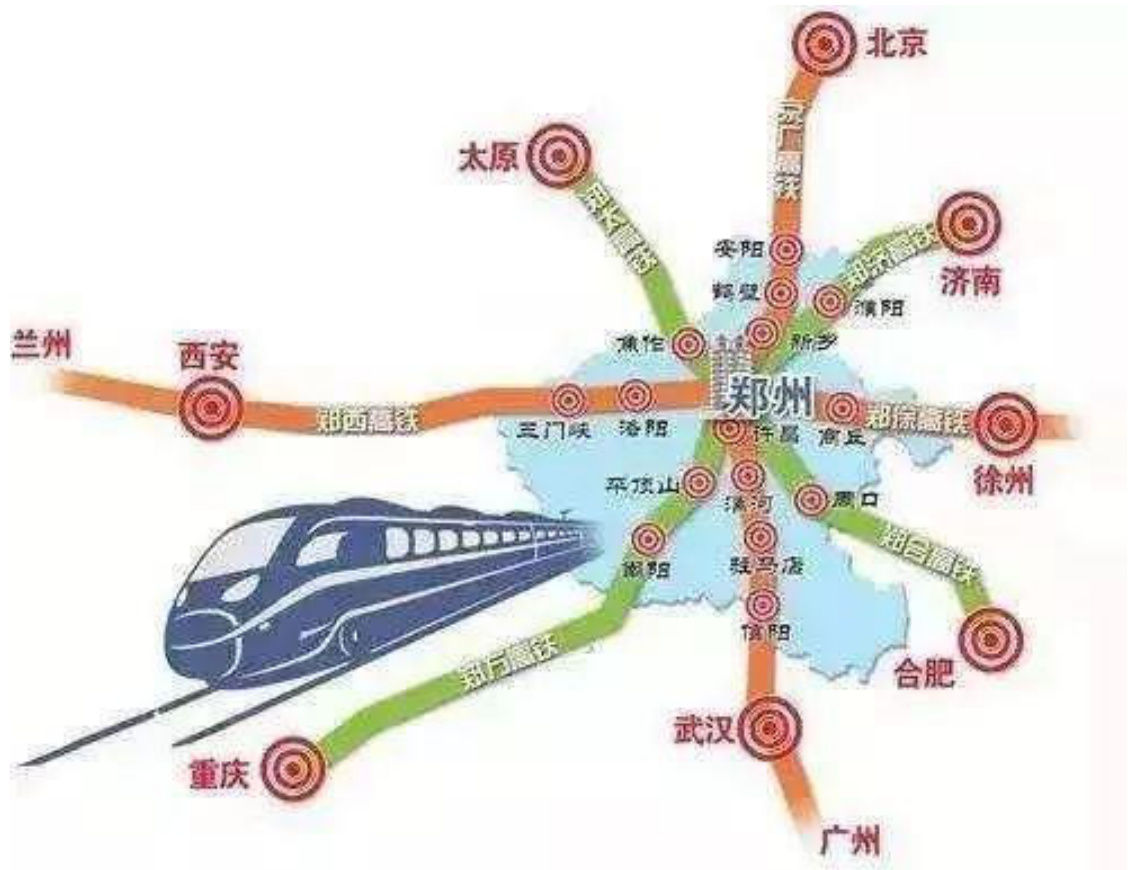 北京
京广高铁
太原
郑太高铁
济南
郑济高铁
安阳
鹤壁
濮阳
新乡
焦作
兰州
西安
郑西高铁
三门峡
洛阳
郑州
许昌
商丘
郑徐高铁
徐州
平顶山
漯河
周口
郑合高铁
南阳
驻马店
信阳
郑万高铁
合肥
重庆
武汉
广州